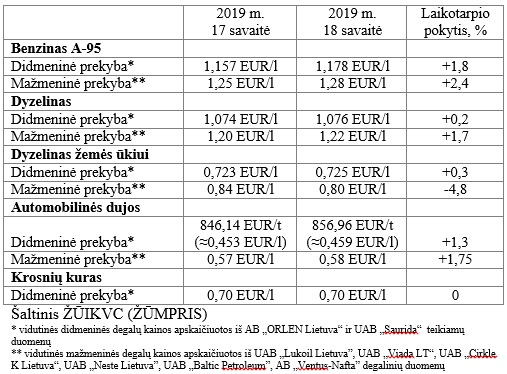 2019 m. 2019 m. Laikotarpio
17 savaitė 18 savaitė pokytis, %
Benzinas A-95
Didmeninė prekyba* 1,157 EUR/l 1,178 EUR/l +1,8
Mažmeninė prekyba** 1,25 EUR/l 1,28 EUR/l +2,4
Dyzelinas
Didmeninė prekyba* 1,074 EUR/l 1,076 EUR/l +0,2
Mažmeninė prekyba** 1,20 EUR/l 1,22 EUR/l +1,7
Dyzelinas žemės ūkiui
Didmeninė prekyba* 0,723 EUR/l 0,725 EUR/l +0,3
Mažmeninė prekyba** 0,84 EUR/l 0,80 EUR/l -4,8
Automobilinės dujos
846,14 EUR/t 856,96 EUR/t
Didmeninė prekyba* (≈0,453 EUR/l) (≈0,459 EUR/l) +1,3
Mažmeninė prekyba** 0,57 EUR/l 0,58 EUR/l +1,75
Krosnių kuras
Didmeninė prekyba* 0,70 EUR/l 0,70 EUR/l 0
Šaltinis ŽŪIKVC (ŽŪMPRIS)
* vidutinės didmeninės degalų kainos apskaičiuotos iš AB „ORLEN Lietuva“ ir UAB „Saurida“ teikiamų
duomenų
** vidutinės mažmeninės degalų kainos apskaičiuotos iš UAB „Lukoil Lietuva”, UAB „Viada LT“, UAB „Cirkle
K Lietuva“, UAB „Neste Lietuva”, UAB „Baltic Petroleum”, AB „Ventus-Nafta” degalinių duomenų